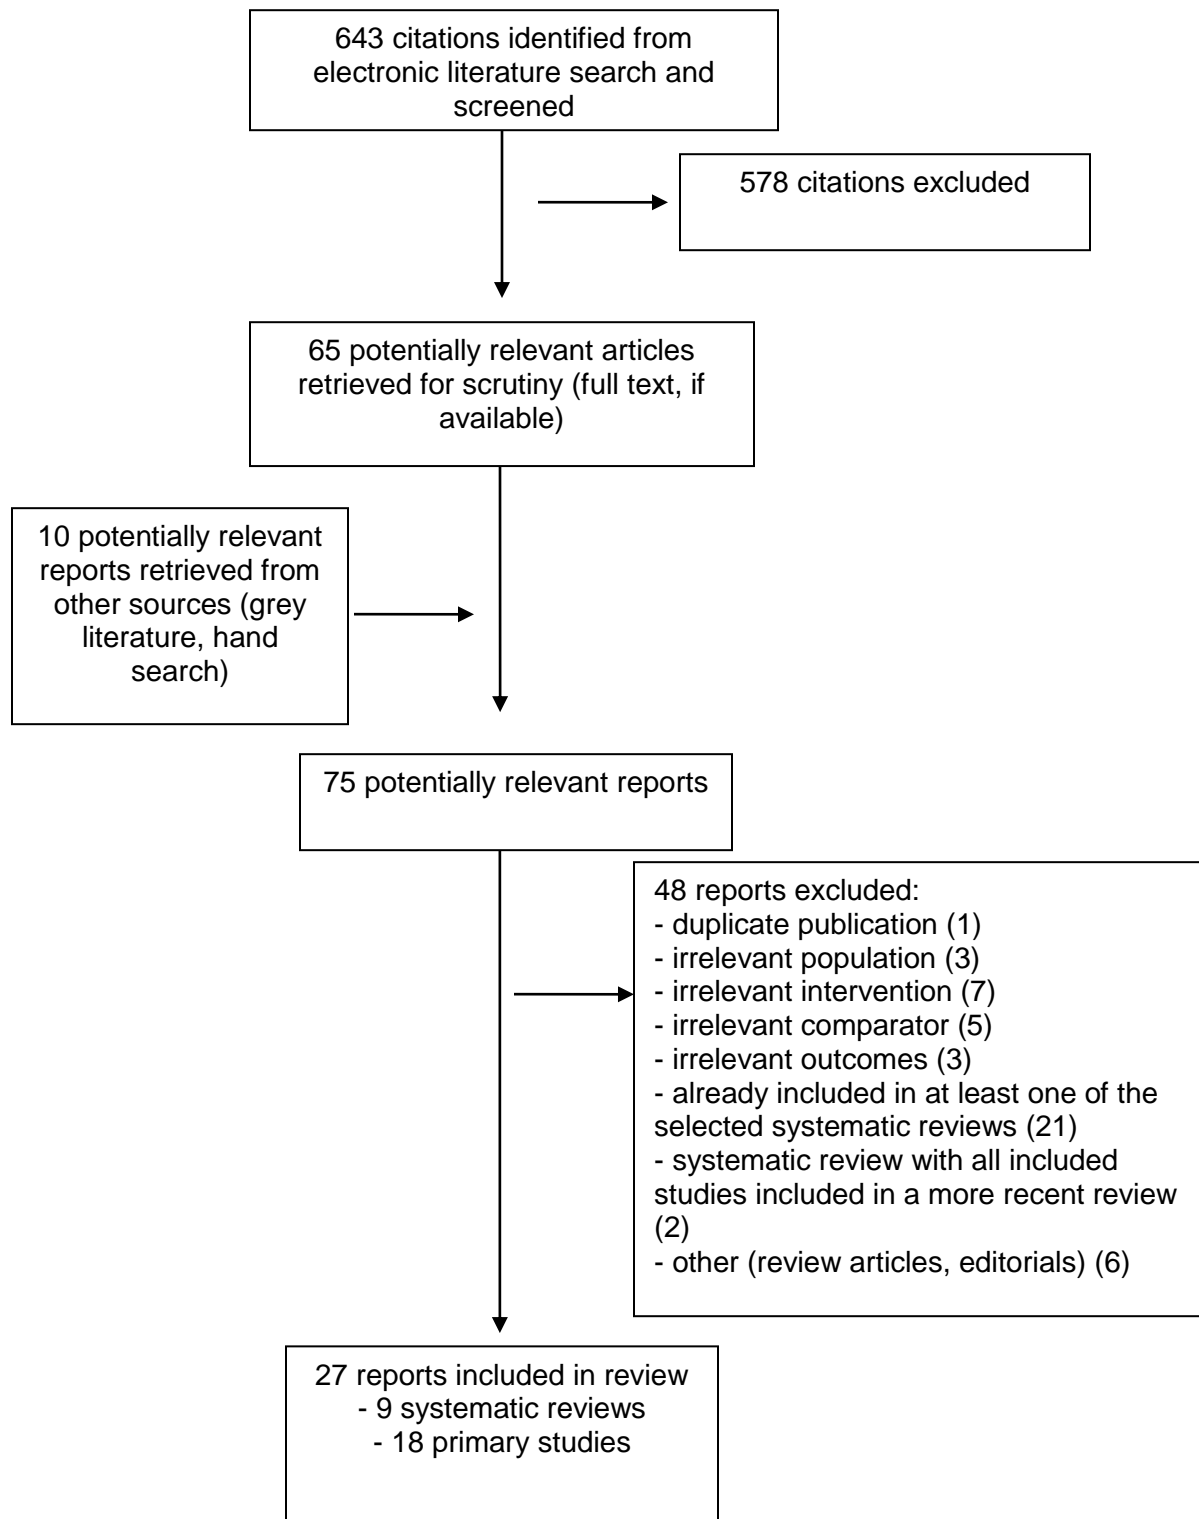 643 citations identified from
electronic literature search and
screened
578 citations excluded
65 potentially relevant articles
retrieved for scrutiny (full text, if
available)
10 potentially relevant
reports retrieved from
other sources (grey
literature, hand
search)
75 potentially relevant reports
48 reports excluded:
- duplicate publication (1)
- irrelevant population (3)
- irrelevant intervention (7)
- irrelevant comparator (5)
- irrelevant outcomes (3)
- already included in at least one of the
selected systematic reviews (21)
- systematic review with all included
studies included in a more recent review
(2)
- other (review articles, editorials) (6)
27 reports included in review
- 9 systematic reviews
- 18 primary studies